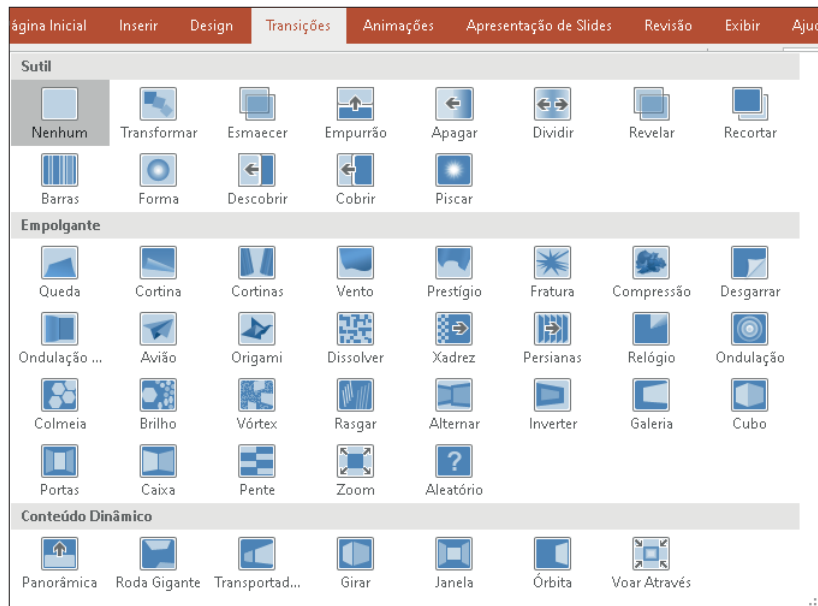 ágina Inicial Inserir Design Transições Animações Apresentação de Slides Revisão Exibir Ajuc
Sutil
Nenhum Transformar Esmaecer Empurrão Apagar Dividir Revelar Recortar
Barras Forma Descobrir Cobrir Piscar
Empolgante
Queda Cortina Cortinas Vento Prestígio Fratura Compressão Desgarrar
Ondulação ... Avião Origami Dissolver Xadrez Persianas Relógio Ondulação
Colmeia Brilho Vórtex Rasgar Alternar Inverter Galeria Cubo
Portas Caixa Pente Zoom Aleatório
Conteúdo Dinâmico
Panorâmica Roda Gigante Transportad... Girar Janela Órbita Voar Através